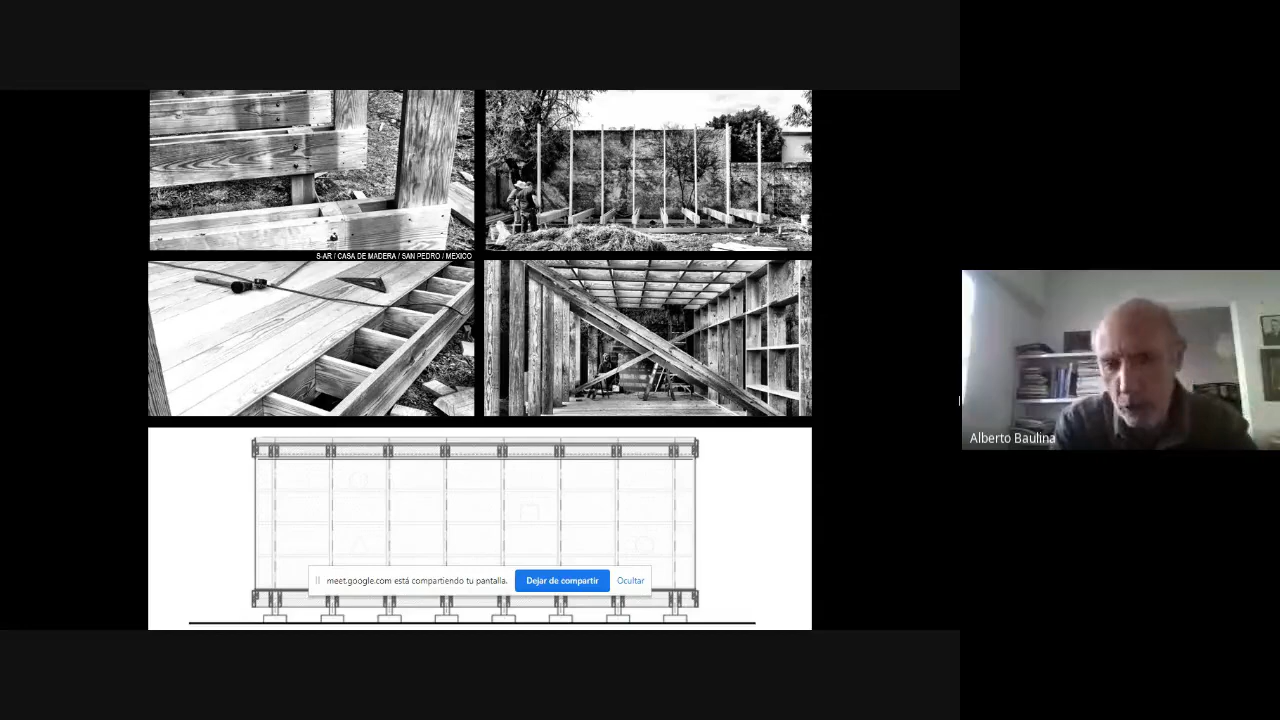 S-AR / CASA DE MADERA / SAN PEDRO / MEXICO
Alberto Baulina
meet.google.com está compartiendo tu pantalla.
Dejar de compartir
Ocultar